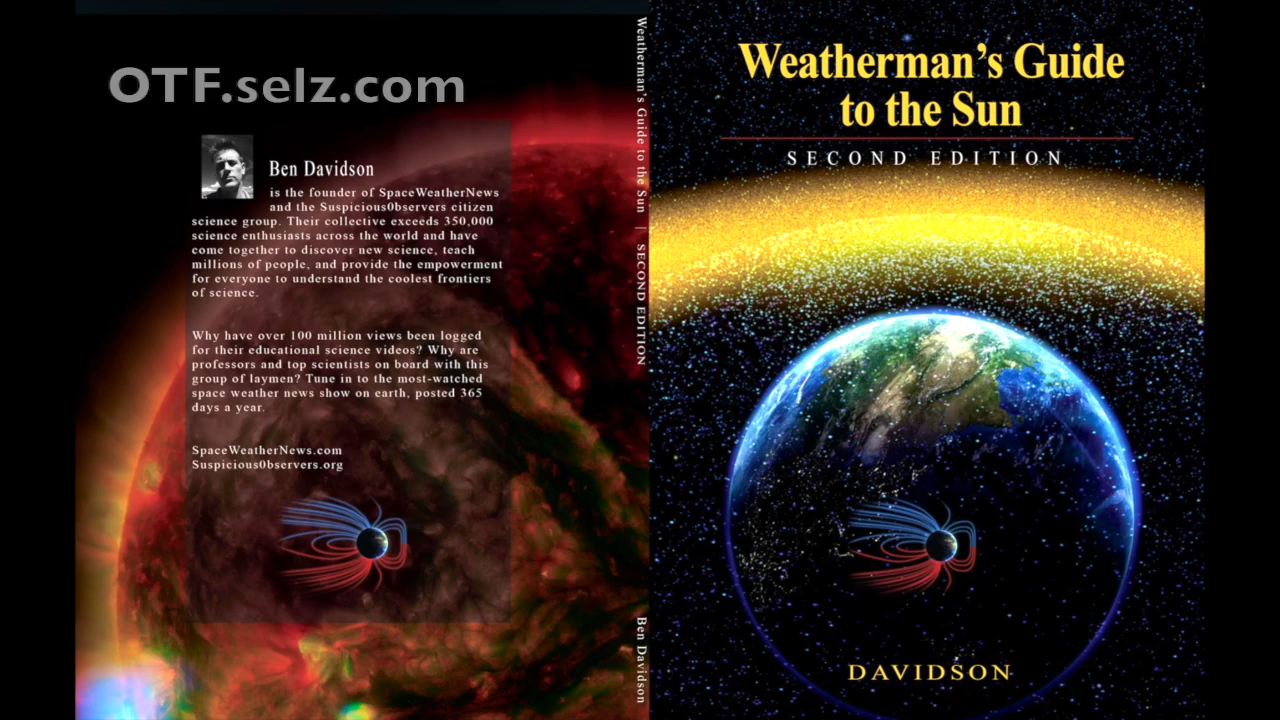 OTF.selz.com
Ben Davidson
is the founder of SpaceWeatherNews
and the Suspicious0bservers citizen
science group. Their collective exceeds 350,000
science enthusiasts across the world and have
come together to discover new science, teach
millions of people, and provide the empowerment
for everyone to understand the coolest frontiers
of science.
Why have over 100 million views been logged
for their educational science videos? Why are
professors and top scientists on board with this
group of laymen? Tune in to the most-watched
space weather news show on earth, posted 365
days a year.
SpaceWeatherNews.com
Suspicious0bservers.org
Weatherman's Guide to the Sun | SECOND EDITION
Ben Davidson
Weatherman's Guide
to the Sun
SECOND EDITION
DAVIDSON